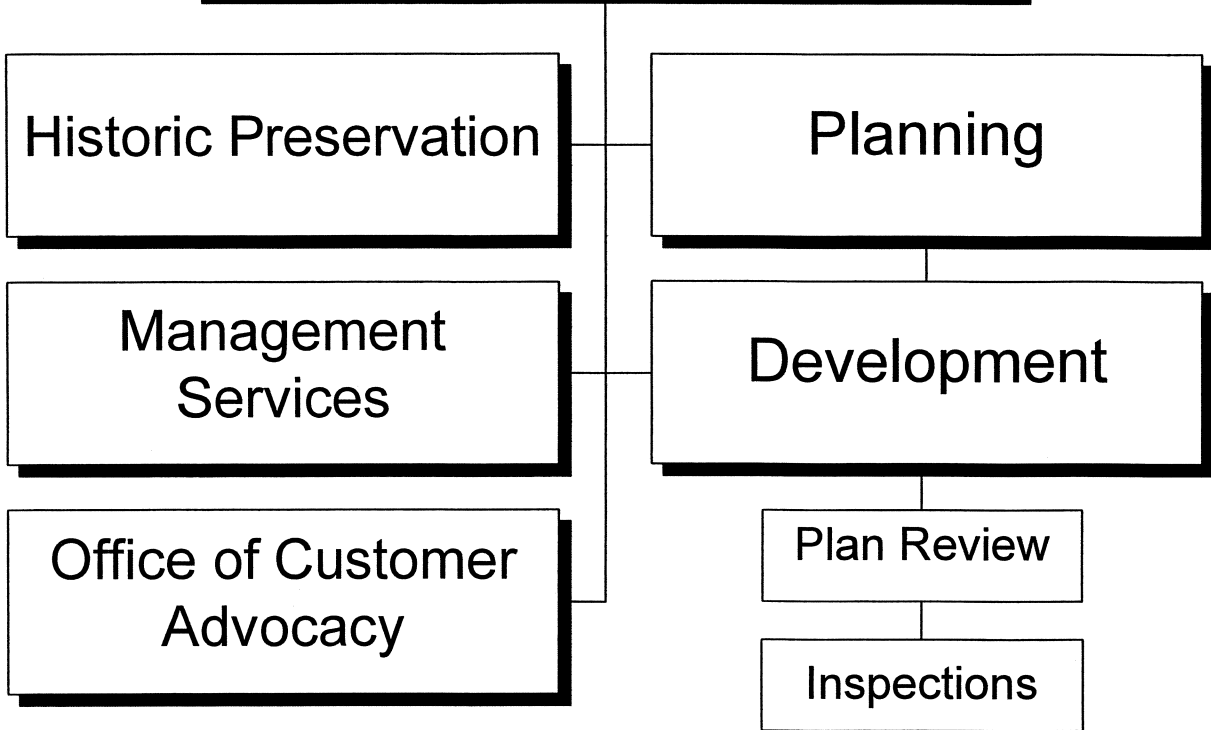 Historic Preservation
Planning
Management
Services
Development
Office of Customer
Advocacy
Plan Review
Inspections